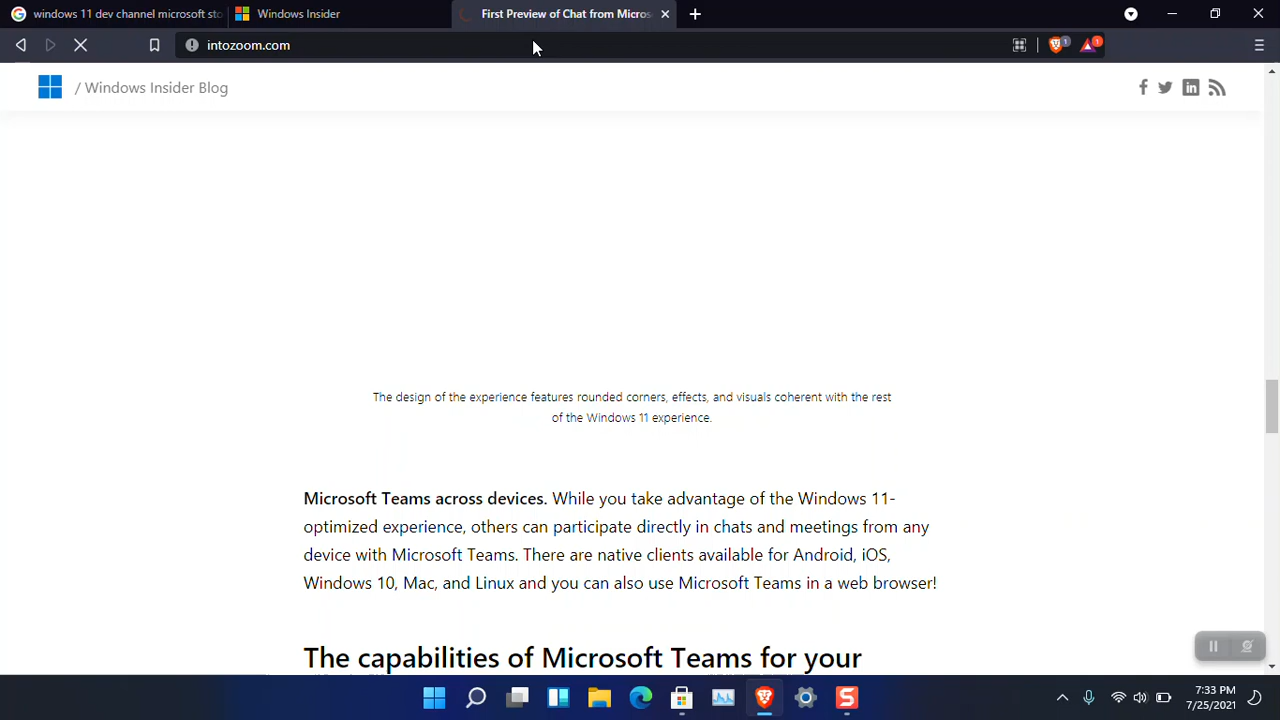 windows 11 dev channel microsoft sto
Windows Insider
First Preview of Chat from Micros
intozoom.com
1
1
/ Windows Insider Blog
The design of the experience features rounded corners, effects, and visuals coherent with the rest
of the Windows 11 experience.
Microsoft Teams across devices. While you take advantage of the Windows 11-
optimized experience, others can participate directly in chats and meetings from any
device with Microsoft Teams. There are native clients available for Android, iOS,
Windows 10, Mac, and Linux and you can also use Microsoft Teams in a web browser!
The capabilities of Microsoft Teams for your
7:33 PM
7/25/2021